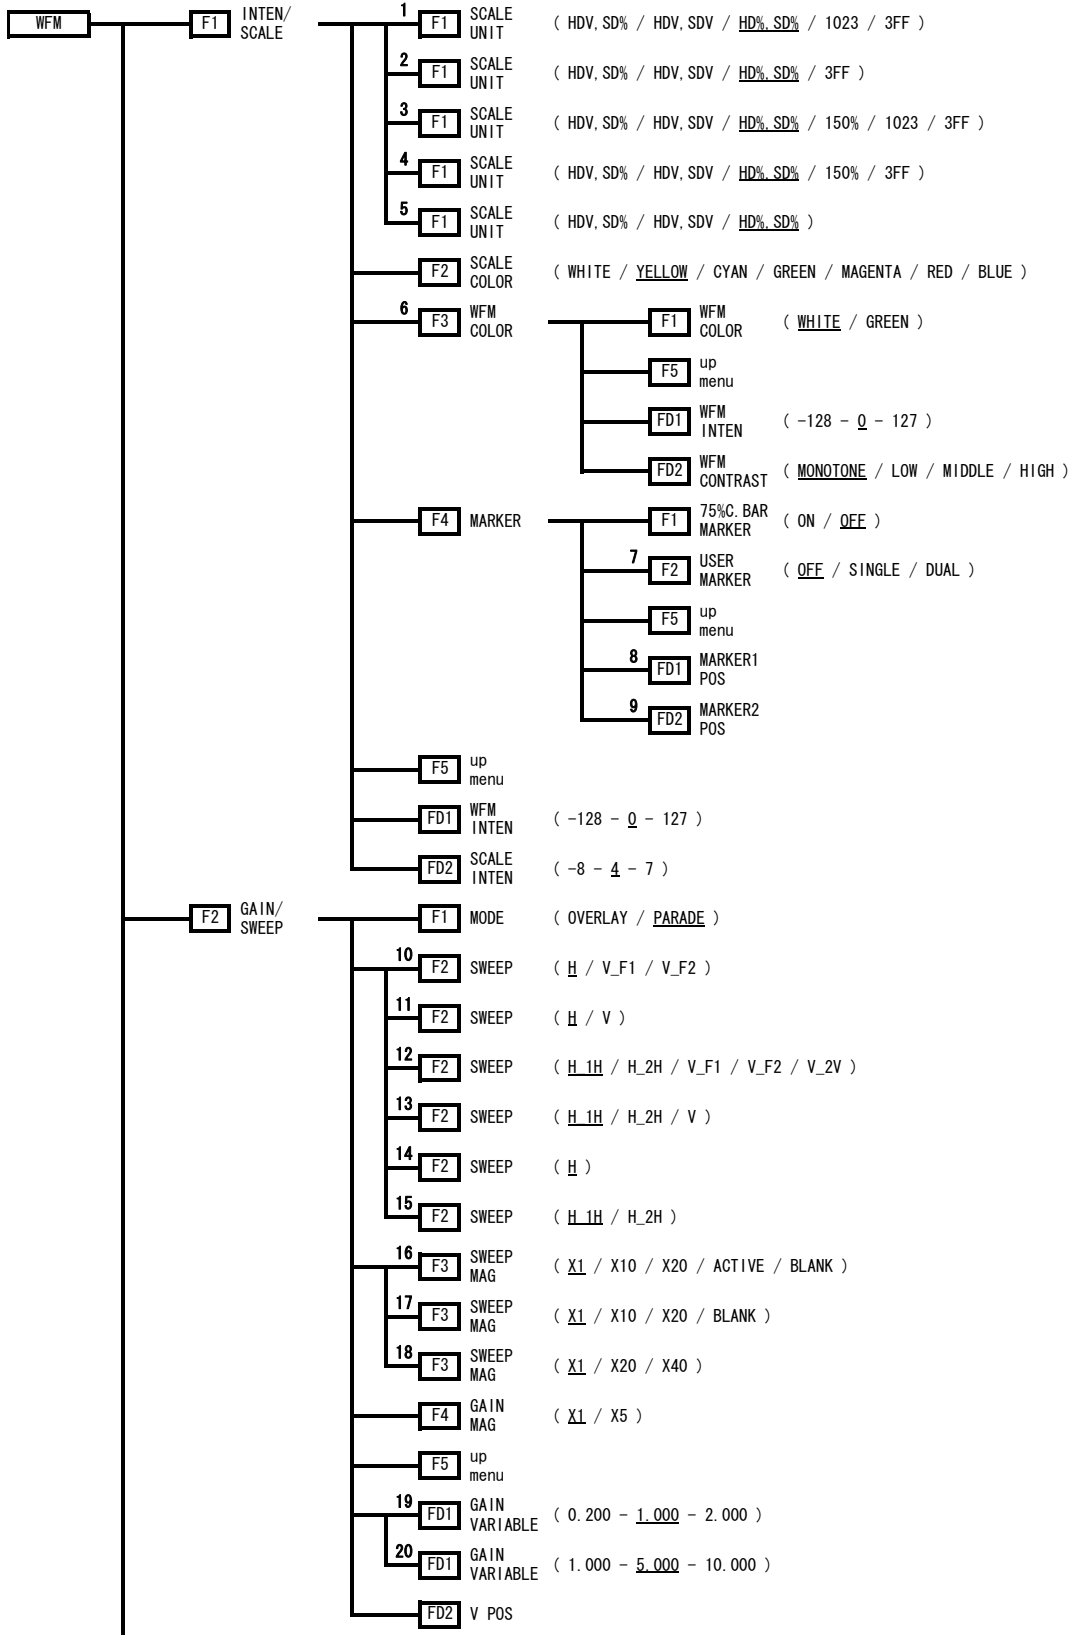 WFM F1 INTEN/ SCALE 1 F1 SCALE UNIT ( HDV,SD% / HDV,SDV / HD%,SD% / 1023 / 3FF )
2 F1 SCALE UNIT ( HDV,SD% / HDV,SDV / HD%,SD% / 3FF )
3 F1 SCALE UNIT ( HDV,SD% / HDV,SDV / HD%,SD% / 150% / 1023 / 3FF )
4 F1 SCALE UNIT ( HDV,SD% / HDV,SDV / HD%,SD% / 150% / 3FF )
5 F1 SCALE UNIT ( HDV,SD% / HDV,SDV / HD%,SD% )
F2 SCALE COLOR ( WHITE / YELLOW / CYAN / GREEN / MAGENTA / RED / BLUE )
6 F3 WFM COLOR F1 WFM COLOR ( WHITE / GREEN )
F5 up menu
FD1 WFM INTEN ( -128 - 0 - 127 )
FD2 WFM CONTRAST ( MONOTONE / LOW / MIDDLE / HIGH )
F4 MARKER F1 75%C.BAR MARKER ( ON / OFF )
7 F2 USER MARKER ( OFF / SINGLE / DUAL )
F5 up menu
8 FD1 MARKER1 POS
9 FD2 MARKER2 POS
F5 up menu
FD1 WFM INTEN ( -128 - 0 - 127 )
FD2 SCALE INTEN ( -8 - 4 - 7 )
F2 GAIN/ SWEEP F1 MODE ( OVERLAY / PARADE )
10 F2 SWEEP ( H / V_F1 / V_F2 )
11 F2 SWEEP ( H / V )
12 F2 SWEEP ( H_1H / H_2H / V_F1 / V_F2 / V_2V )
13 F2 SWEEP ( H_1H / H_2H / V )
14 F2 SWEEP ( H )
15 F2 SWEEP ( H_1H / H_2H )
16 F3 SWEEP MAG ( X1 / X10 / X20 / ACTIVE / BLANK )
17 F3 SWEEP MAG ( X1 / X10 / X20 / BLANK )
18 F3 SWEEP MAG ( X1 / X20 / X40 )
F4 GAIN MAG ( X1 / X5 )
F5 up menu
19 FD1 GAIN VARIABLE ( 0.200 - 1.000 - 2.000 )
20 FD1 GAIN VARIABLE ( 1.000 - 5.000 - 10.000 )
FD2 V POS